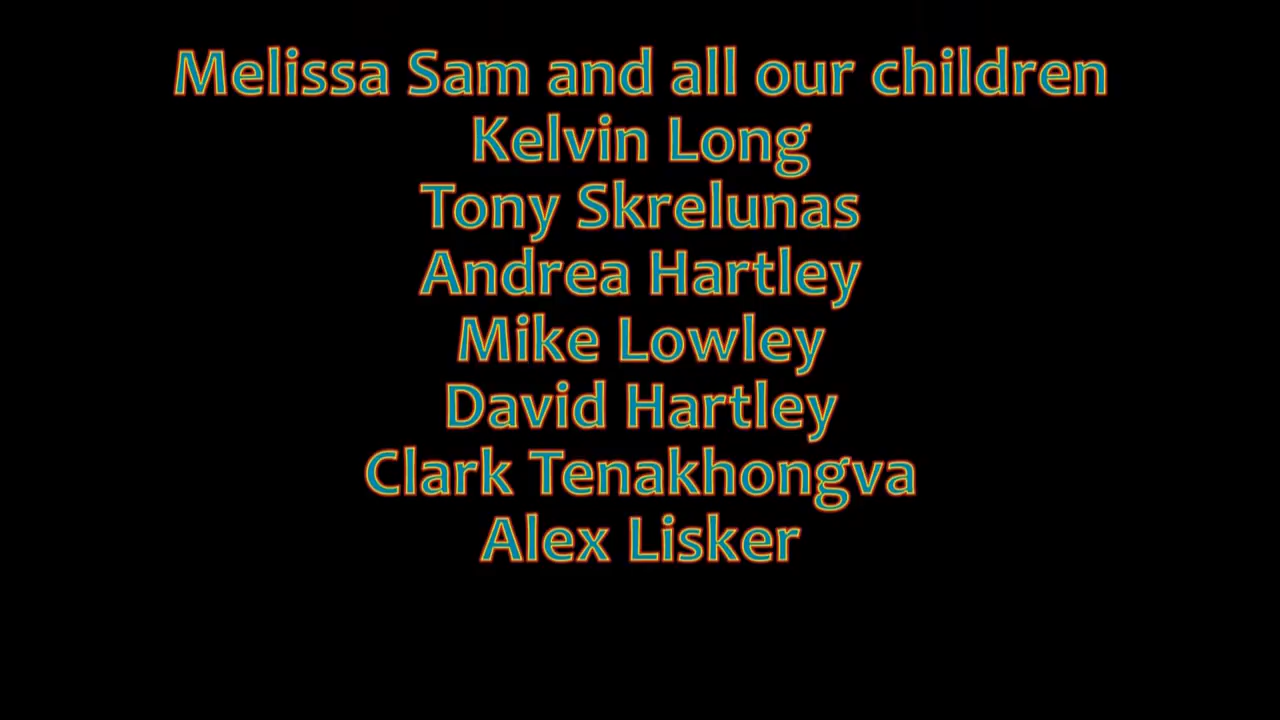 Melissa Sam and all our children
Kelvin Long
Tony Skrelunas
Andrea Hartley
Mike Lowley
David Hartley
Clark Tenakhongva
Alex Lisker